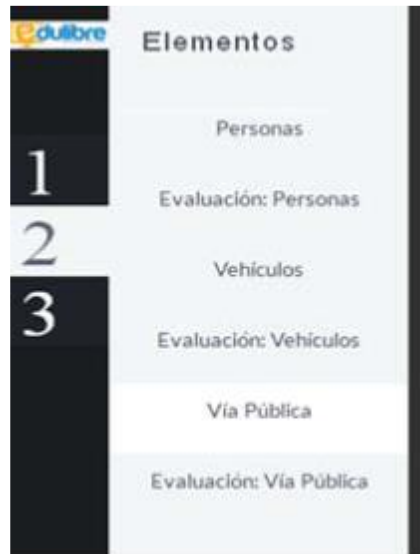 edulibre
Elementos
Personas
1
Evaluación: Personas
2
Vehículos
3
Evaluación: Vehículos
Vía Pública
Evaluación: Vía Pública